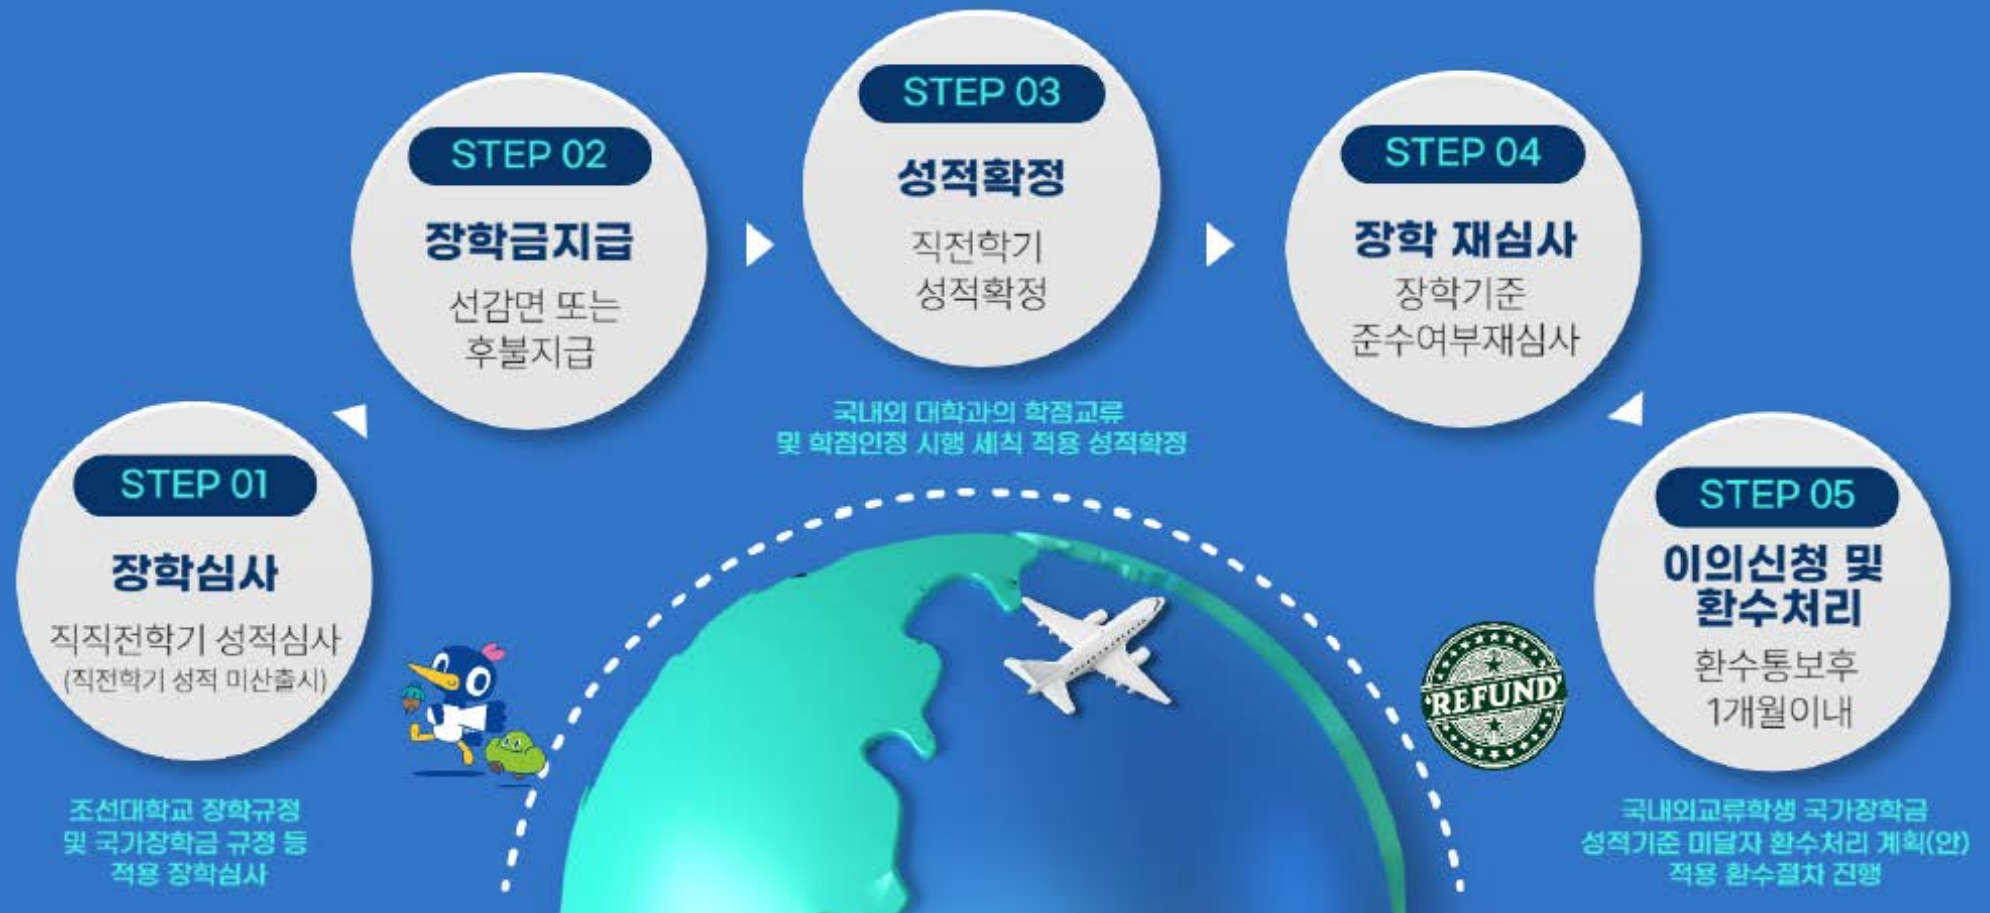 STEP 01
장학심사
직직전학기 성적심사
(직전학기 성적 미산출시)
조선대학교 장학규정
및 국가장학금 규정 등
적용 장학심사
STEP 02
장학금지급
선감면 또는
후불지급
STEP 03
성적확정
직전학기
성적확정
국내외 대학과의 학점교류
및 학점인정 시행 세칙 적용 성적확정
STEP 04
장학 재심사
장학기준
준수여부재심사
STEP 05
이의신청 및
환수처리
환수통보후
1개월이내
국내외교류학생 국가장학금
성적기준 미달자 환수처리 계획(안)
적용 환수절차 진행
REFUND